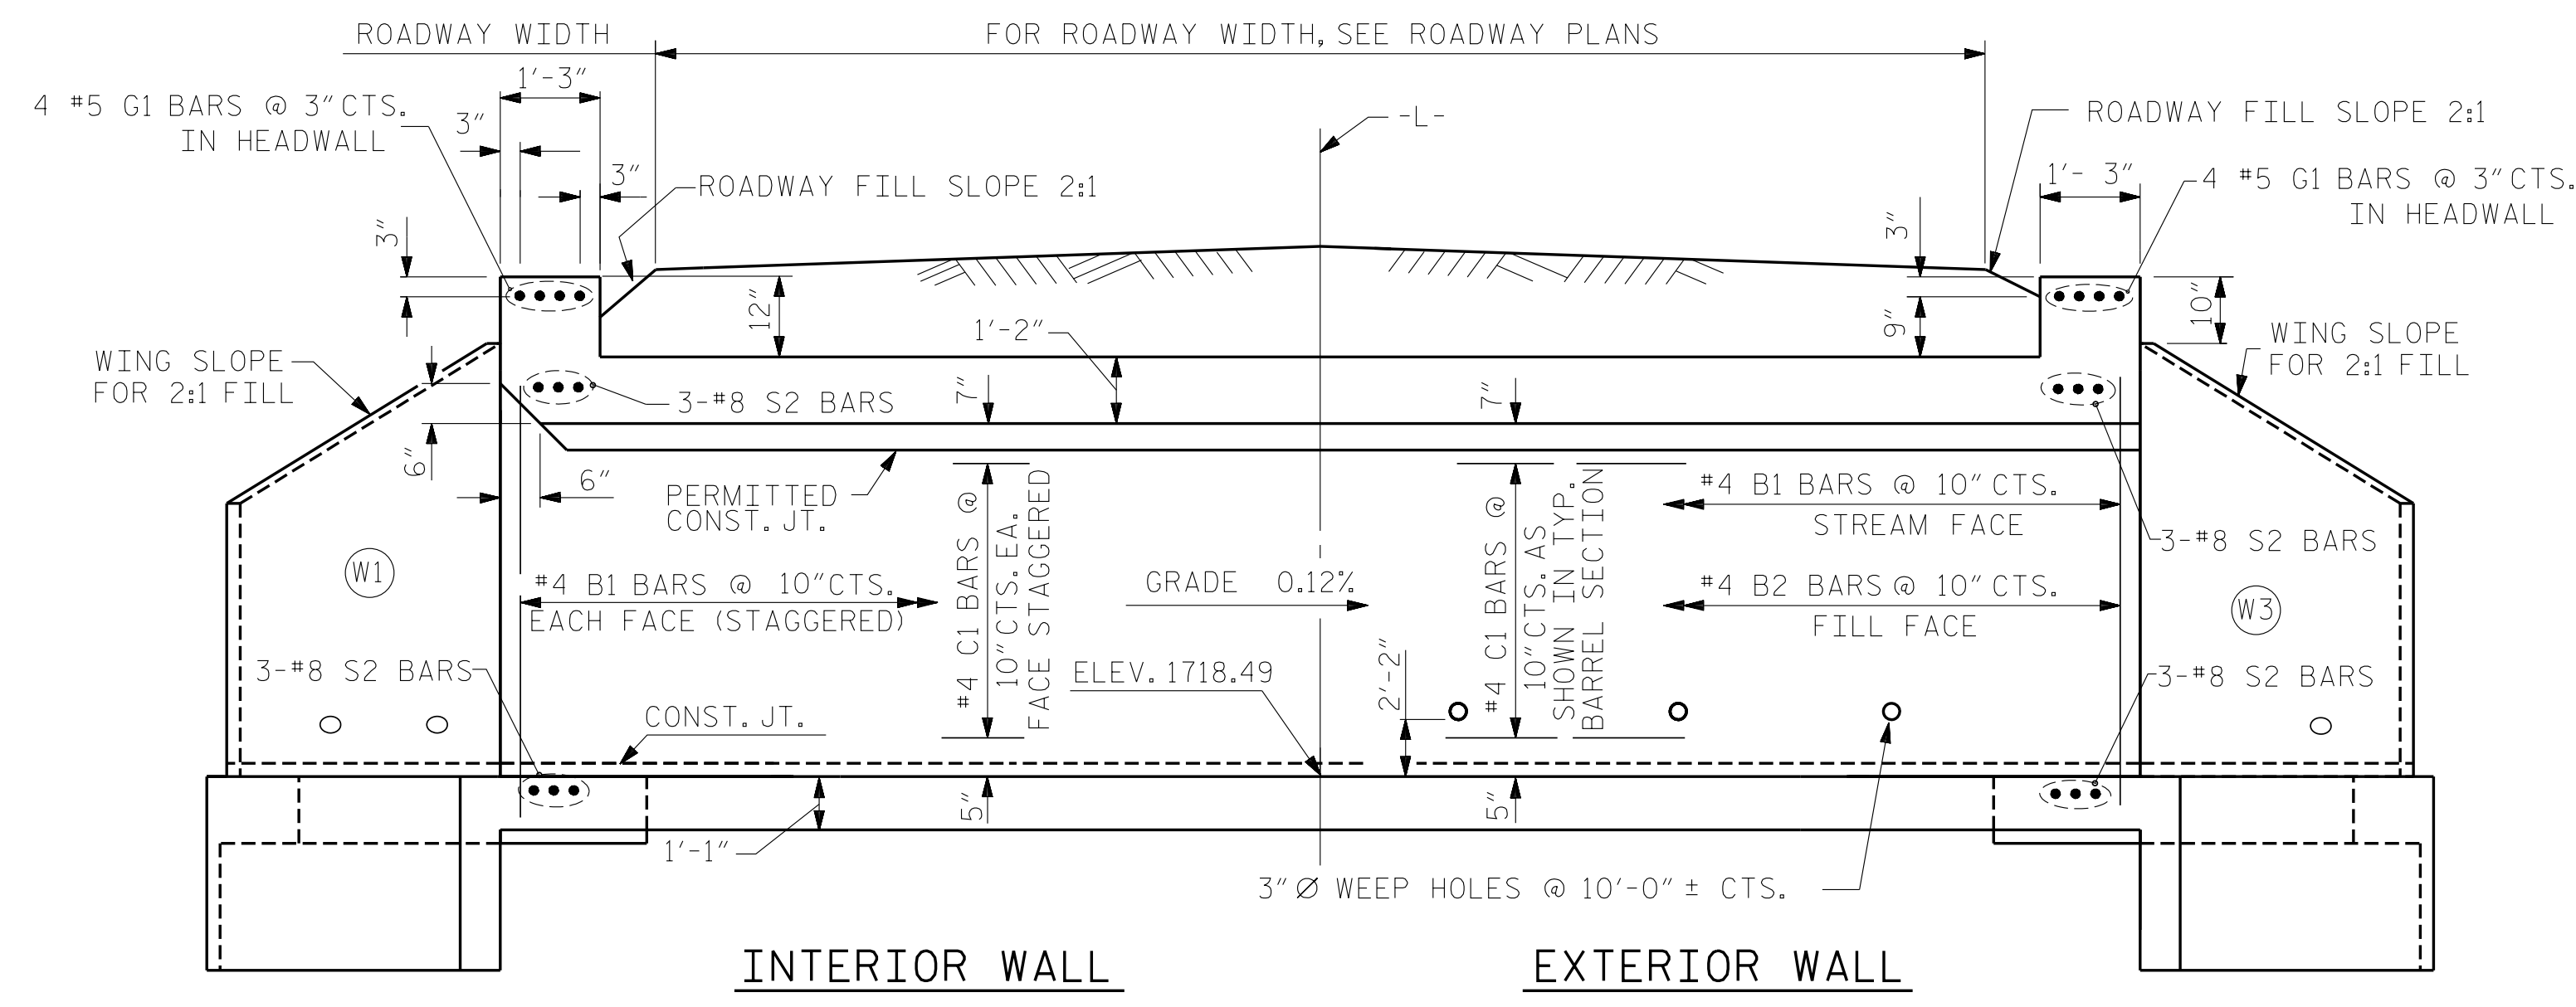 ROADWAY WIDTH
FOR ROADWAY WIDTH, SEE ROADWAY PLANS
1'-3"
4 #5 G1 BARS @ 3" CTS.
IN HEADWALL
3"
3"
ROADWAY FILL SLOPE 2:1
-L-
ROADWAY FILL SLOPE 2:1
1'- 3"
4 #5 G1 BARS @ 3" CTS.
IN HEADWALL
3"
3"
12"
9"
10"
1'-2"
WING SLOPE
FOR 2:1 FILL
WING SLOPE
FOR 2:1 FILL
3-#8 S2 BARS
7"
7"
6"
6"
PERMITTED
CONST. JT.
#4 C1 BARS @
10" CTS. EA.
FACE STAGGERED
#4 C1 BARS @
10" CTS. AS
SHOWN IN TYP.
BARREL SECTION
#4 B1 BARS @ 10" CTS.
STREAM FACE
3-#8 S2 BARS
W1
#4 B1 BARS @ 10" CTS.
EACH FACE (STAGGERED)
GRADE 0.12%
#4 B2 BARS @ 10" CTS.
FILL FACE
W3
3-#8 S2 BARS
ELEV. 1718.49
2'-2"
3-#8 S2 BARS
CONST. JT.
5"
5"
1'-1"
3" Ø WEEP HOLES @ 10'-0" ± CTS.
INTERIOR WALL
EXTERIOR WALL